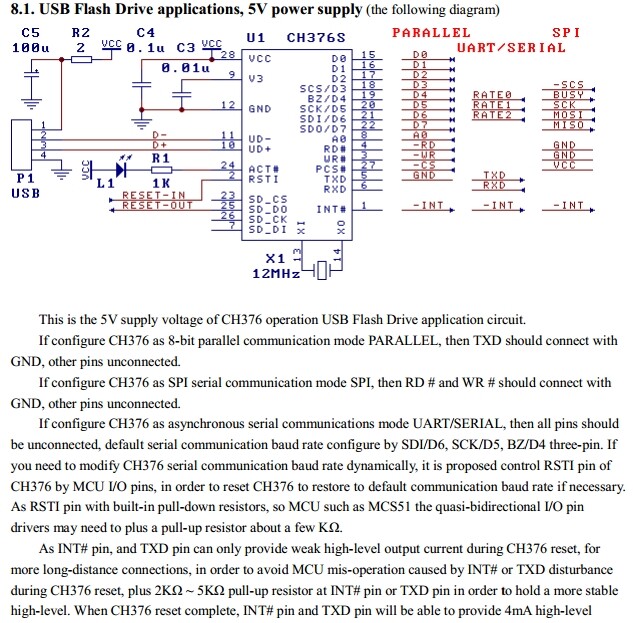 8.1. USB Flash Drive applications, 5V power supply (the following diagram)
C5 R2 C4 U1 CH376S PARALLEL SPI
100u 2 VCC 0.1u C3 VCC UART/SERIAL
0.01u
28 VCC D0 15 D0
D1 16 D1
9 V3 D2 17 D2
SCS/D3 18 D3 -SCS
BZ/D4 19 D4 RATE0 BUSY
12 GND SCK/D5 20 D5 RATE1 SCK
SDI/D6 21 D6 RATE2 MOSI
SDO/D7 22 D7 MISO
1 A0 8 A0
2 D- 11 UD- RD# 4 -RD GND
3 D+ 10 UD+ WR# 3 -WR GND
4 R1 PCS# 27 -CS VCC
VCC 24 ACT# TXD 5 GND TXD
P1 L1 1K 2 RSTI RXD 6 RXD
USB RESET-IN 23 SD_CS
RESET-OUT 25 SD_DO INT# 1 -INT -INT -INT
26 SD_CK
7 SD_DI XI XO
X1 13 14
12MHz
This is the 5V supply voltage of CH376 operation USB Flash Drive application circuit.
If configure CH376 as 8-bit parallel communication mode PARALLEL, then TXD should connect with
GND, other pins unconnected.
If configure CH376 as SPI serial communication mode SPI, then RD # and WR # should connect with
GND, other pins unconnected.
If configure CH376 as asynchronous serial communications mode UART/SERIAL, then all pins should
be unconnected, default serial communication baud rate configure by SDI/D6, SCK/D5, BZ/D4 three-pin. If
you need to modify CH376 serial communication baud rate dynamically, it is proposed control RSTI pin of
CH376 by MCU I/O pins, in order to reset CH376 to restore to default communication baud rate if necessary.
As RSTI pin with built-in pull-down resistors, so MCU such as MCS51 the quasi-bidirectional I/O pin
drivers may need to plus a pull-up resistor about a few KΩ.
As INT# pin, and TXD pin can only provide weak high-level output current during CH376 reset, for
more long-distance connections, in order to avoid MCU mis-operation caused by INT# or TXD disturbance
during CH376 reset, plus 2KΩ ~ 5KΩ pull-up resistor at INT# pin or TXD pin in order to hold a more stable
high-level. When CH376 reset complete, INT# pin and TXD pin will be able to provide 4mA high-level